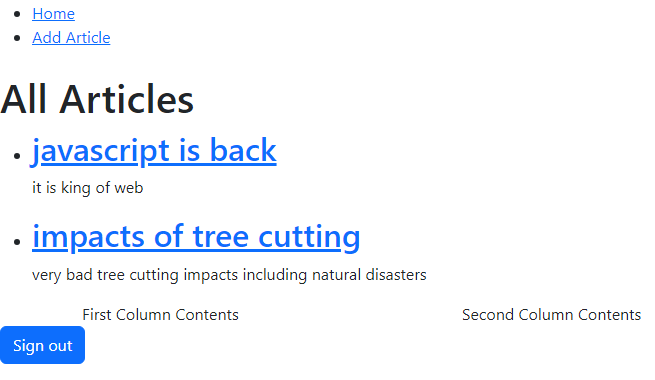 Home
Add Article
All Articles
javascript is back
it is king of web
impacts of tree cutting
very bad tree cutting impacts including natural disasters
First Column Contents Second Column Contents
Sign out